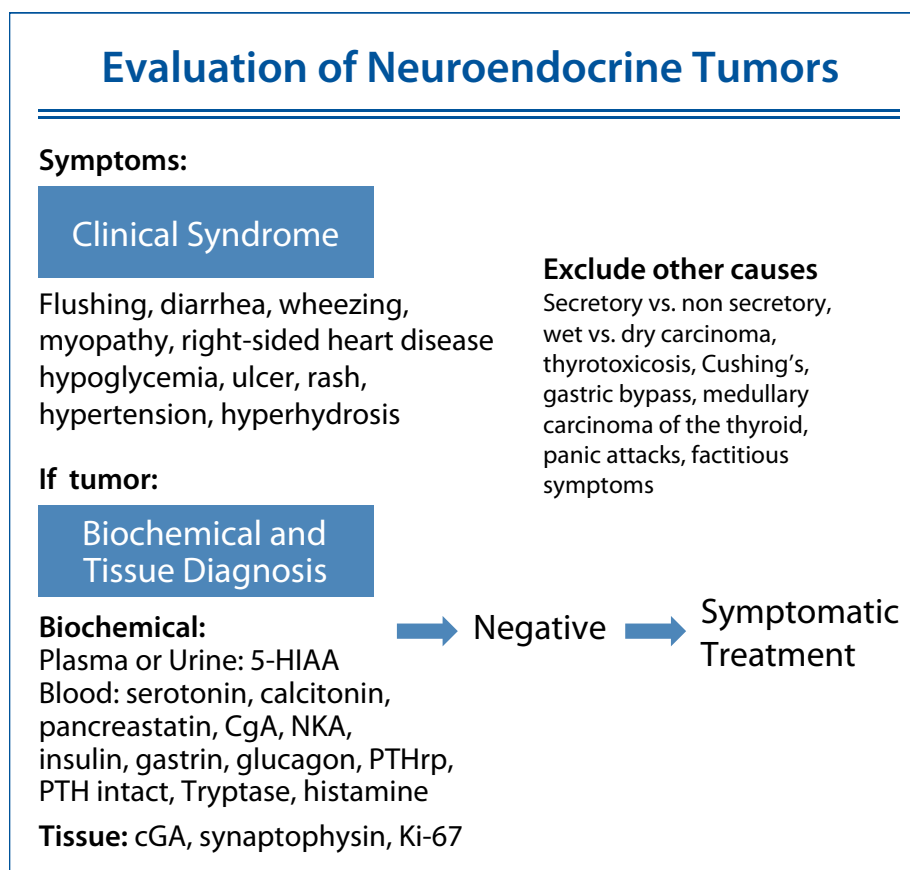 Evaluation of Neuroendocrine Tumors
Symptoms:
Clinical Syndrome
Flushing, diarrhea, wheezing,
myopathy, right-sided heart disease
hypoglycemia, ulcer, rash,
hypertension, hyperhydrosis
Exclude other causes
Secretory vs. non secretory,
wet vs. dry carcinoma,
thyrotoxicosis, Cushing's,
gastric bypass, medullary
carcinoma of the thyroid,
panic attacks, factitious
symptoms
If tumor:
Biochemical and
Tissue Diagnosis
Biochemical:
Plasma or Urine: 5-HIAA
Blood: serotonin, calcitonin,
pancreastatin, CgA, NKA,
insulin, gastrin, glucagon, PTHrp,
PTH intact, Tryptase, histamine
Tissue: cGA, synaptophysin, Ki-67
Negative
Symptomatic
Treatment